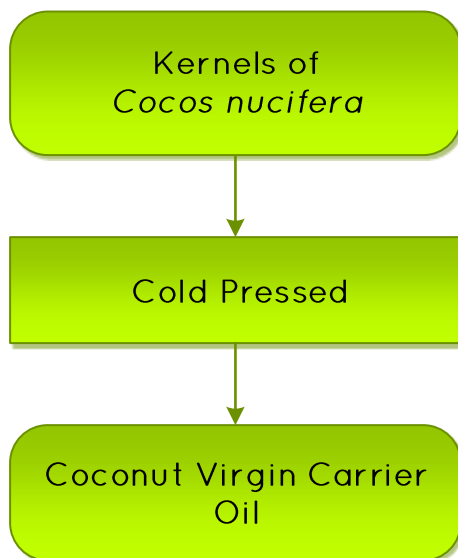 Kernels of
Cocos nucifera
Cold Pressed
Coconut Virgin Carrier
Oil